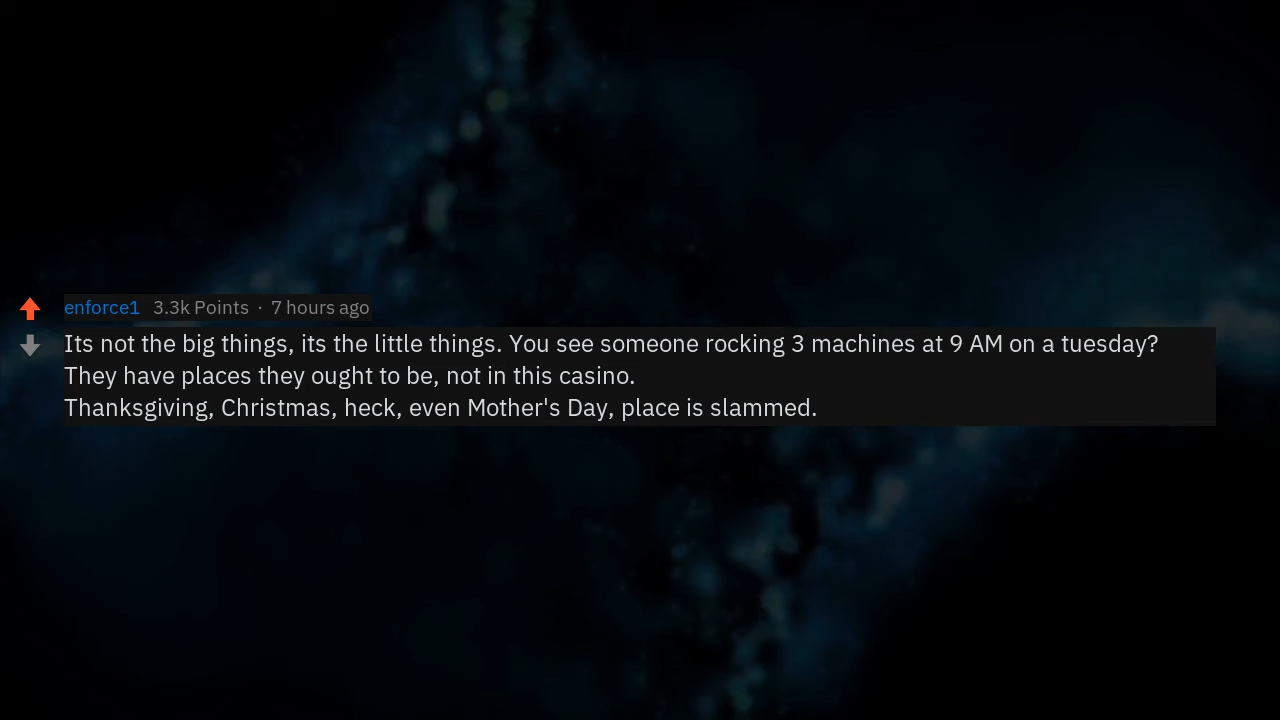 enforce1 3.3k Points · 7 hours ago
Its not the big things, its the little things. You see someone rocking 3 machines at 9 AM on a tuesday?
They have places they ought to be, not in this casino.
Thanksgiving, Christmas, heck, even Mother's Day, place is slammed.